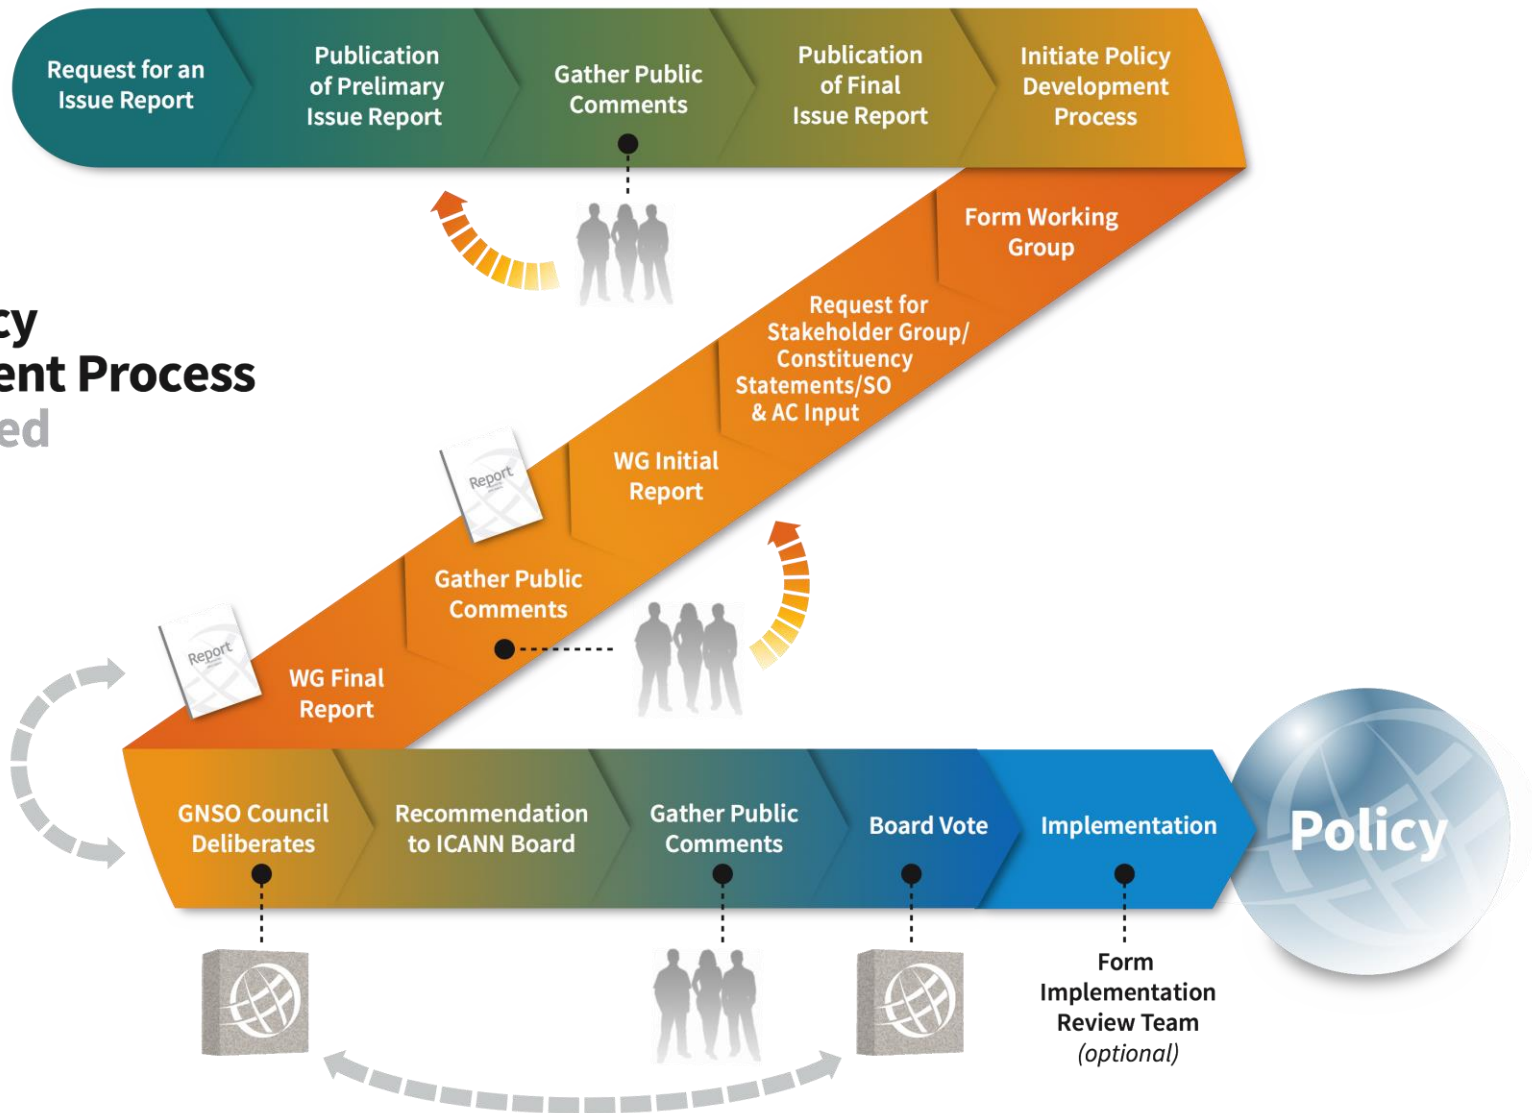 Request for an
Issue Report
Publication
of Prelimary
Issue Report
Gather Public
Comments
Publication
of Final
Issue Report
Initiate Policy
Development
Process
Form Working
Group
Request for
Stakeholder Group/
Constituency
Statements/SO
& AC Input
cy
ent Process
ed
WG Initial
Report
Report
Gather Public
Comments
Report
WG Final
Report
GNSO Council
Deliberates
Recommendation
to ICANN Board
Gather Public
Comments
Board Vote
Implementation
Policy
Form
Implementation
Review Team
(optional)